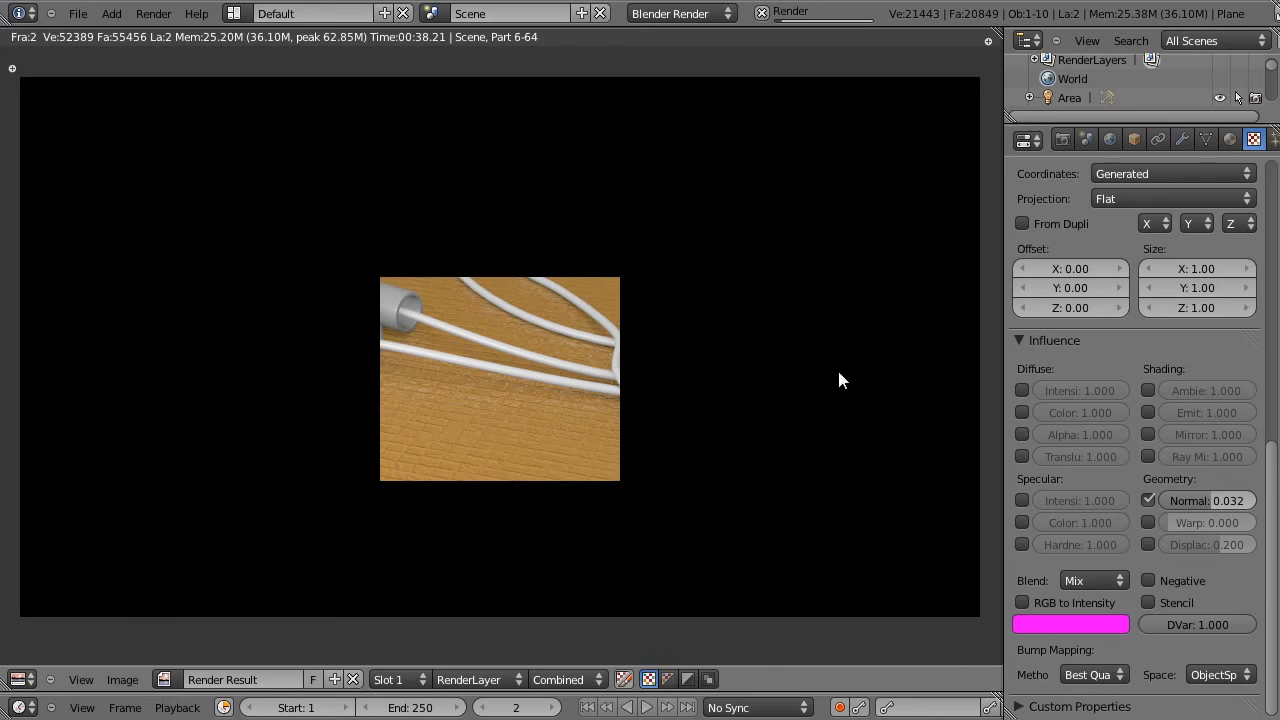 File Add Render Help Default Scene Blender Render Render Ve:21443 | Fa:20849 | Ob:1-10 | La:2 | Mem:25.38M (36.10M) | Plane
Fra:2 Ve:52389 Fa:55456 La:2 Mem:25.20M (36.10M, peak 62.85M) Time:00:38.21 | Scene, Part 6-64
View Search All Scenes
RenderLayers |
World
Area |
Coordinates: Generated
Projection: Flat
From Dupli X Y Z
Offset: Size:
X: 0.00 X: 1.00
Y: 0.00 Y: 1.00
Z: 0.00 Z: 1.00
Influence
Diffuse: Shading:
Intensi: 1.000 Ambie: 1.000
Color: 1.000 Emit: 1.000
Alpha: 1.000 Mirror: 1.000
Translu: 1.000 Ray Mi: 1.000
Specular: Geometry:
Intensi: 1.000 Normal: 0.032
Color: 1.000 Warp: 0.000
Hardne: 1.000 Displac: 0.200
Blend: Mix Negative
RGB to Intensity Stencil
DVar: 1.000
Bump Mapping:
Metho Best Qua Space: ObjectSp
Custom Properties
View Image Render Result F Slot 1 RenderLayer Combined
View Frame Playback Start: 1 End: 250 2 No Sync